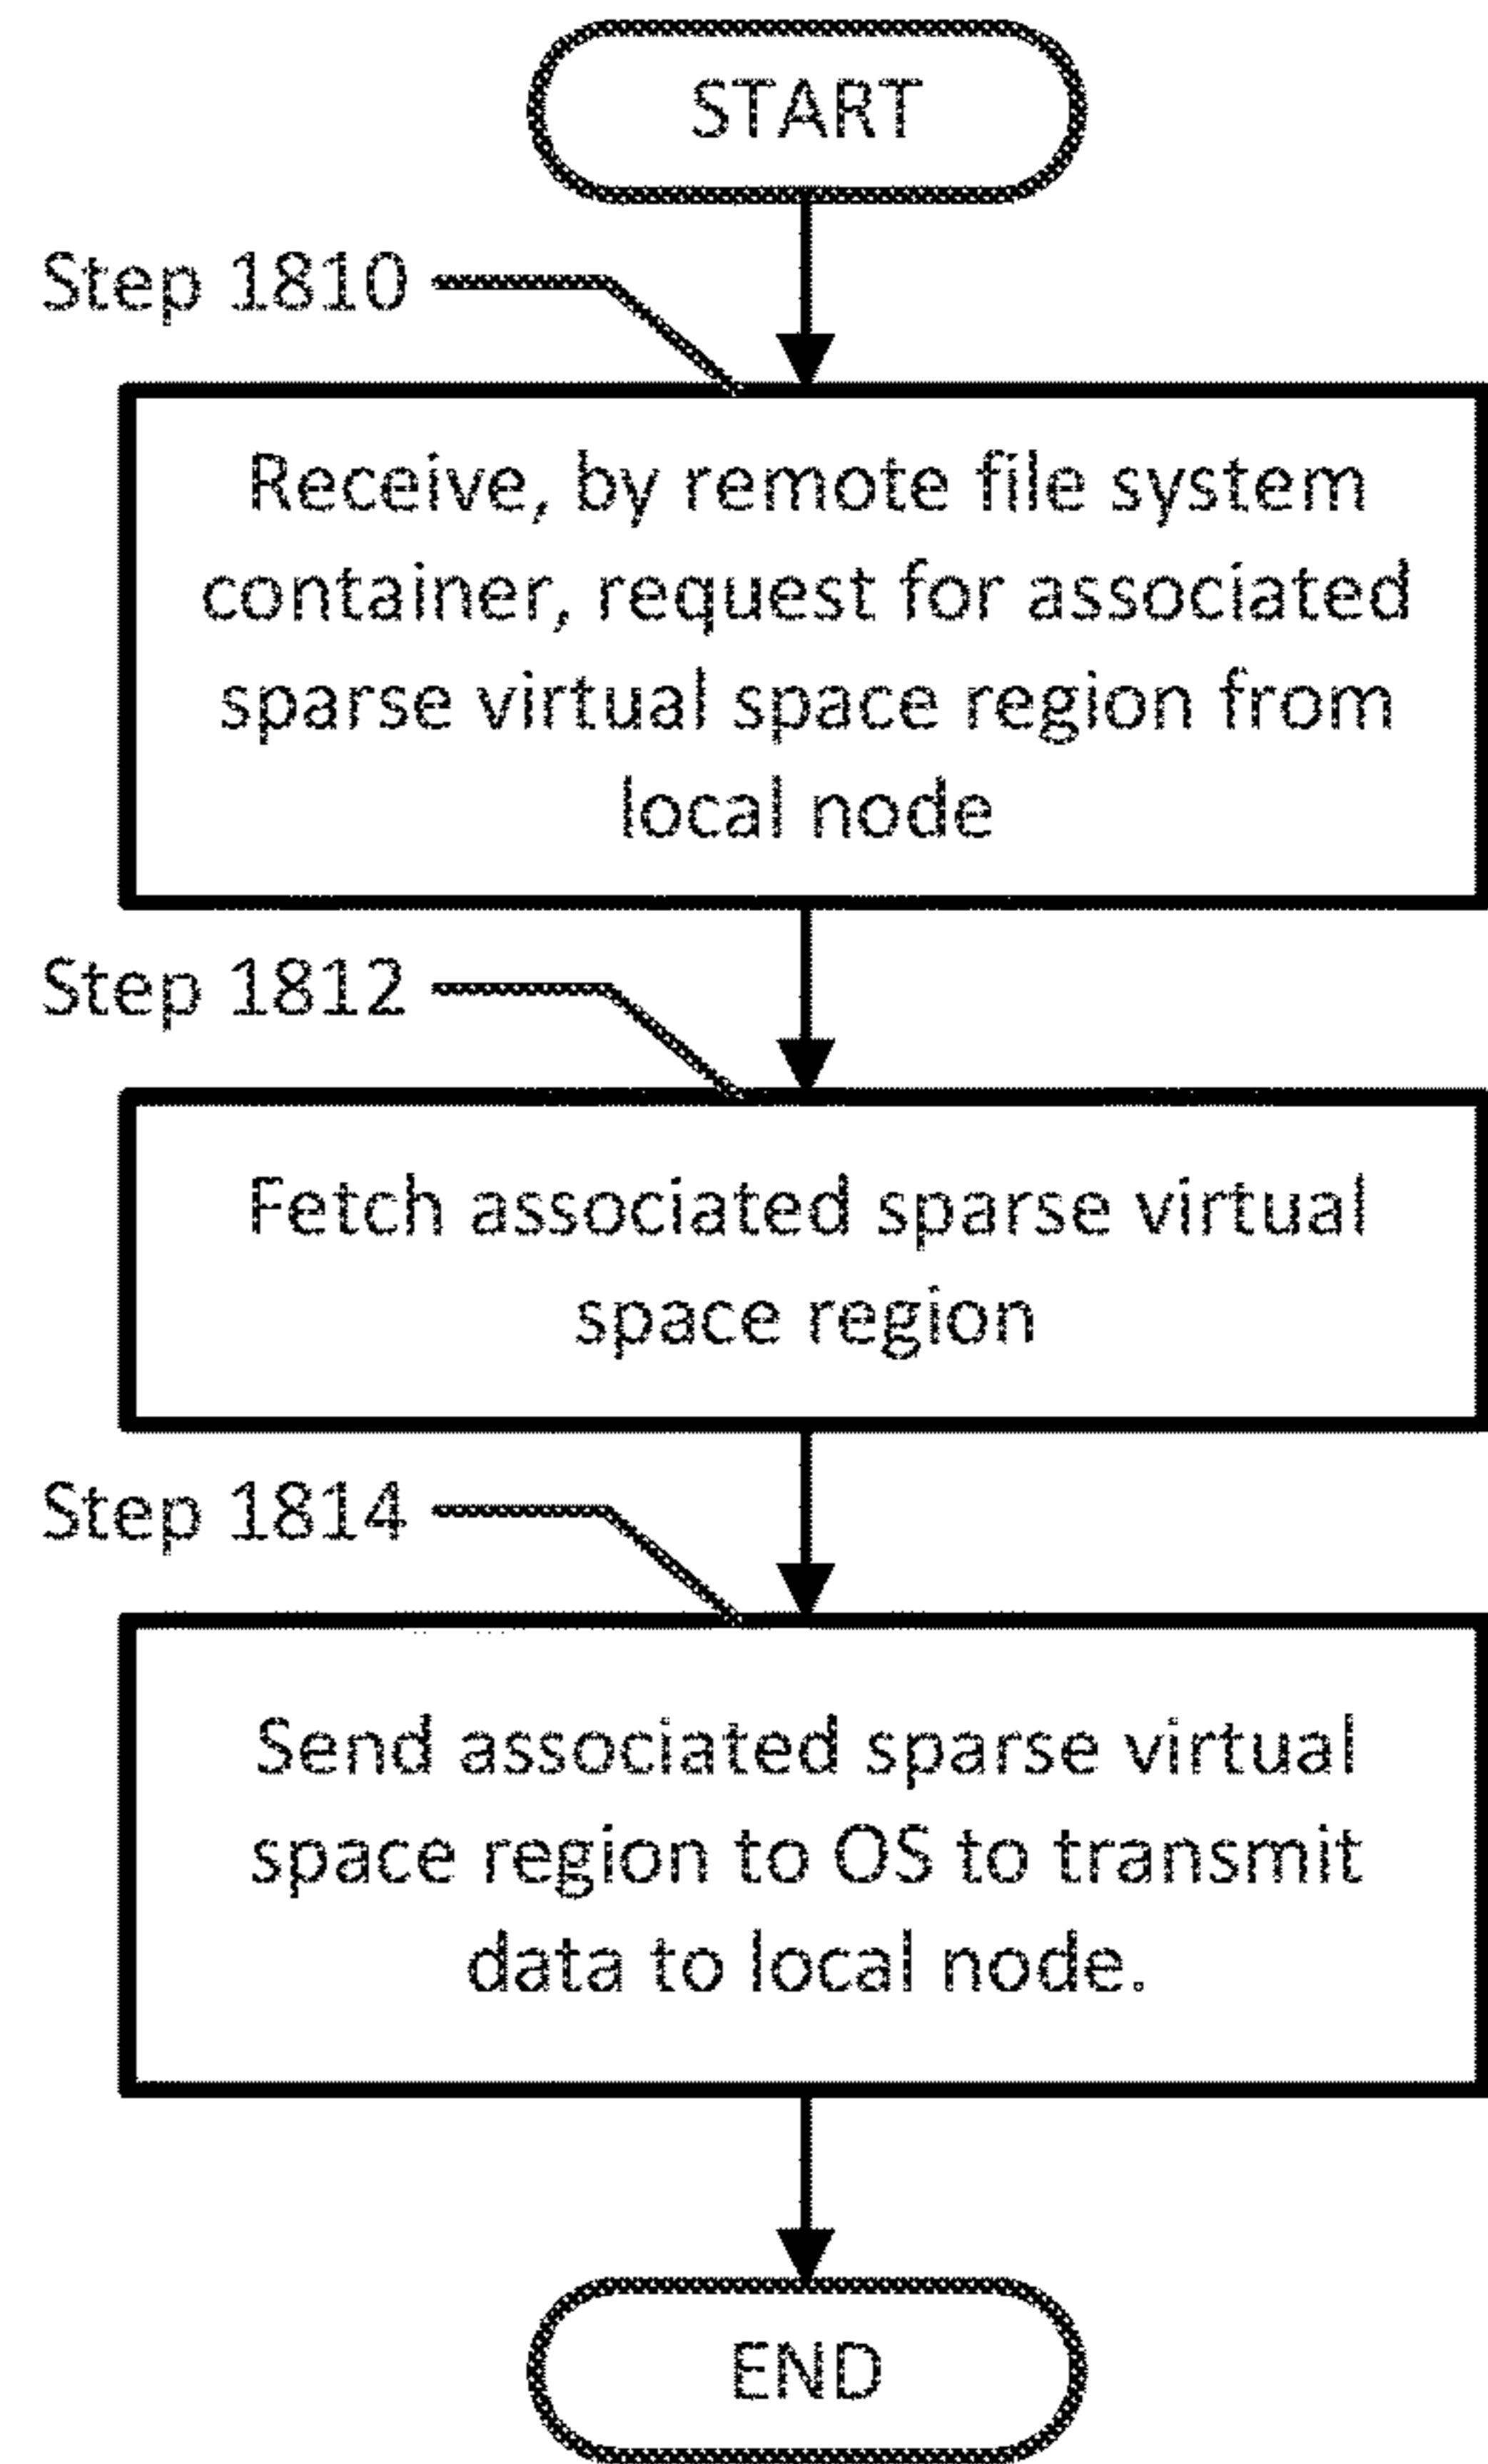 START
Step 1810
Receive, by remote file system
container, request for associated
sparse virtual space region from
local node
Step 1812
Fetch associated sparse virtual
space region
Step 1814
Send associated sparse virtual
space region to OS to transmit
data to local node.
END